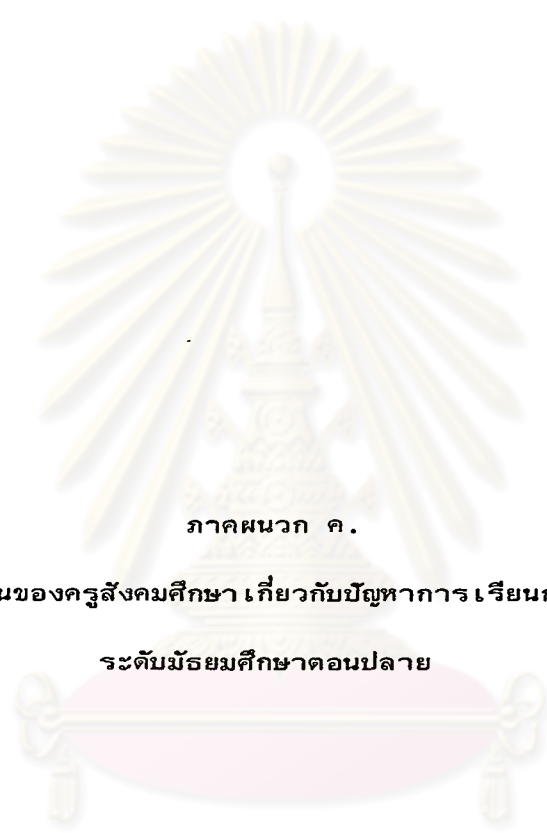 ภาคผนวก ค.
ของครูสังคมศึกษาเกี่ยวกับปัญหาการเรียน
ระดับมัธยมศึกษาตอนปลาย